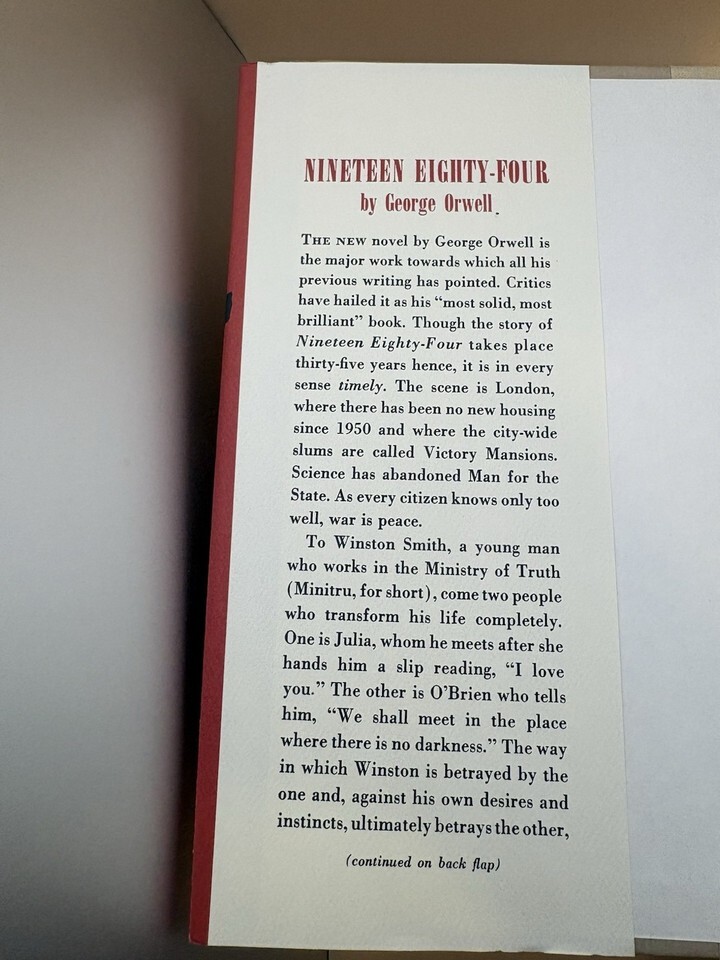 NINETEEN EIGHTY-FOUR
by George Orwell
THE NEW novel by George Orwell is
the major work towards which all his
previous writing has pointed. Critics
have hailed it as his “most solid, most
brilliant” book. Though the story of
Nineteen Eighty-Four takes place
thirty-five years hence, it is in every
sense timely. The scene is London,
where there has been no new housing
since 1950 and where the city-wide
slums are called Victory Mansions.
Science has abandoned Man for the
State. As every citizen knows only too
well, war is peace.
To Winston Smith, a young man
who works in the Ministry of Truth
(Minitru, for short), come two people
who transform his life completely.
One is Julia, whom he meets after she
hands him a slip reading, “I love
you.” The other is O’Brien who tells
him, “We shall meet in the place
where there is no darkness.” The way
in which Winston is betrayed by the
one and, against his own desires and
instincts, ultimately betrays the other,
(continued on back flap)